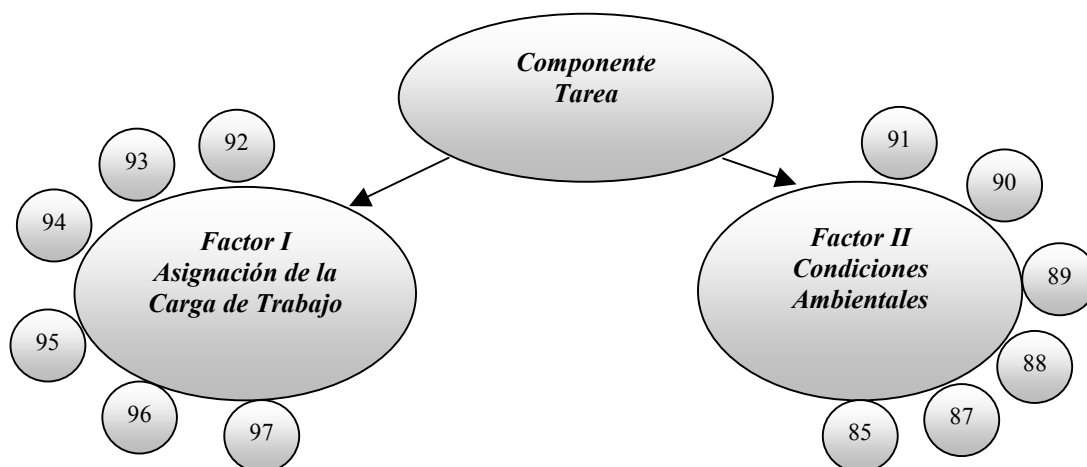 Componente
Tarea
92
93
94
95
96
97
Factor I
Asignación de la
Carga de Trabajo
91
90
89
88
87
85
Factor II
Condiciones
Ambientales